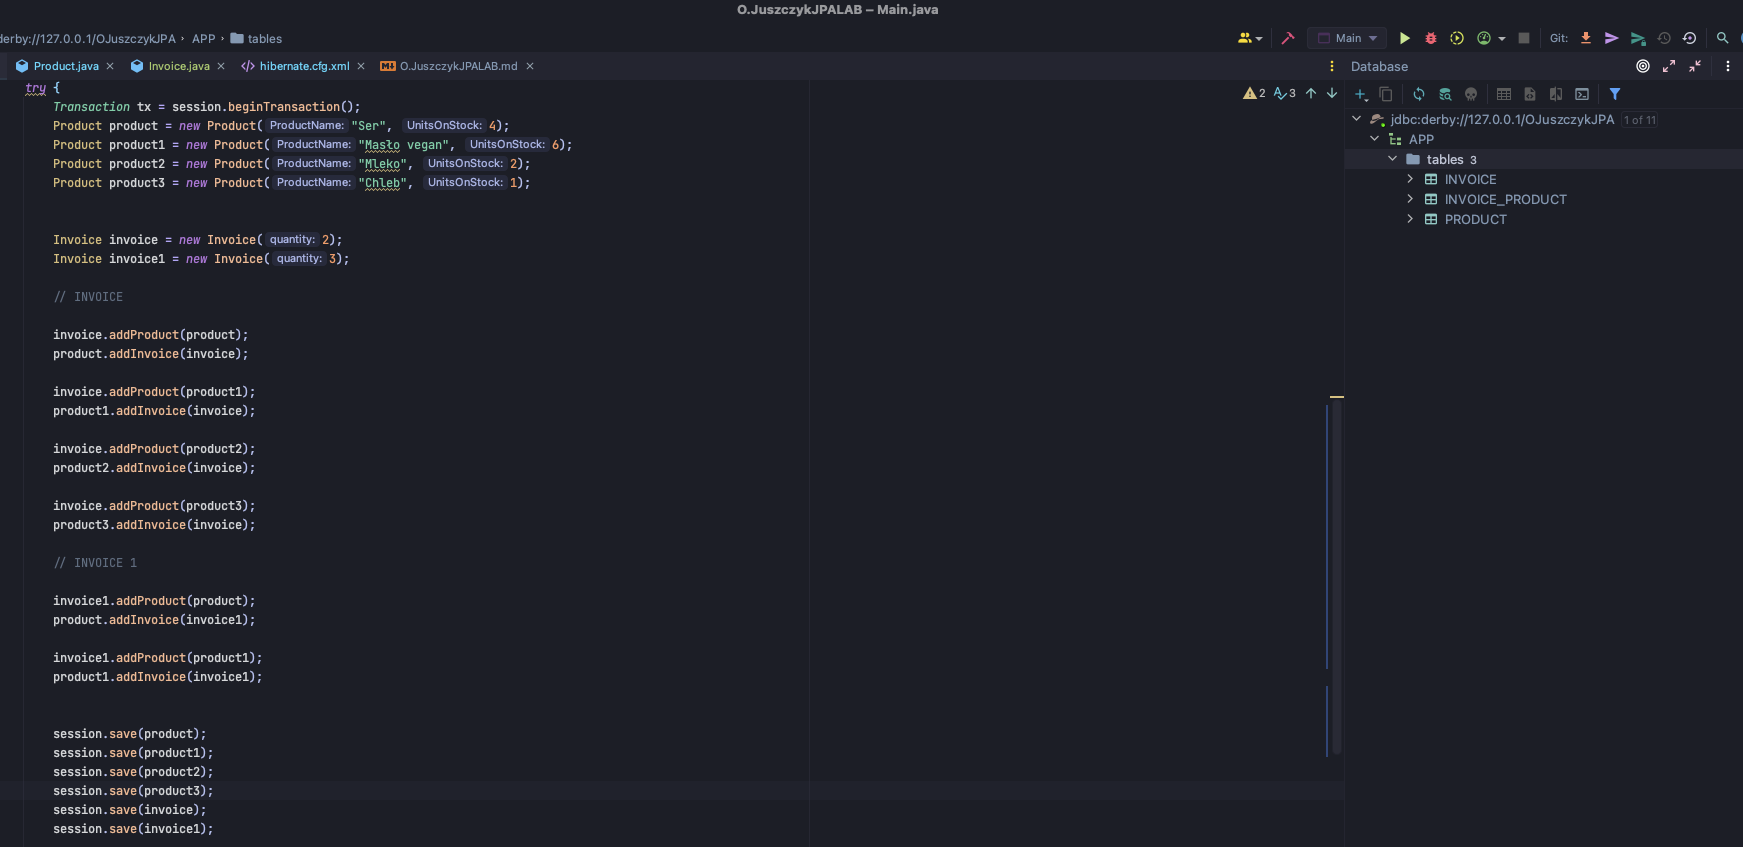 O.JuszczykJPALAB – Main.java
derby://127.0.0.1/OJuszczykJPA › APP › tables
Main Git:
Product.java × Invoice.java × hibernate.cfg.xml × O.JuszczykJPALAB.md ×
Database
2 3
try {
Transaction tx = session.beginTransaction();
Product product = new Product( ProductName: "Ser", UnitsOnStock: 4);
Product product1 = new Product( ProductName: "Masło vegan", UnitsOnStock: 6);
Product product2 = new Product( ProductName: "Mleko", UnitsOnStock: 2);
Product product3 = new Product( ProductName: "Chleb", UnitsOnStock: 1);
Invoice invoice = new Invoice( quantity: 2);
Invoice invoice1 = new Invoice( quantity: 3);
// INVOICE
invoice.addProduct(product);
product.addInvoice(invoice);
invoice.addProduct(product1);
product1.addInvoice(invoice);
invoice.addProduct(product2);
product2.addInvoice(invoice);
invoice.addProduct(product3);
product3.addInvoice(invoice);
// INVOICE 1
invoice1.addProduct(product);
product.addInvoice(invoice1);
invoice1.addProduct(product1);
product1.addInvoice(invoice1);
session.save(product);
session.save(product1);
session.save(product2);
session.save(product3);
session.save(invoice);
session.save(invoice1);
jdbc:derby://127.0.0.1/OJuszczykJPA 1 of 11
APP
tables 3
INVOICE
INVOICE_PRODUCT
PRODUCT